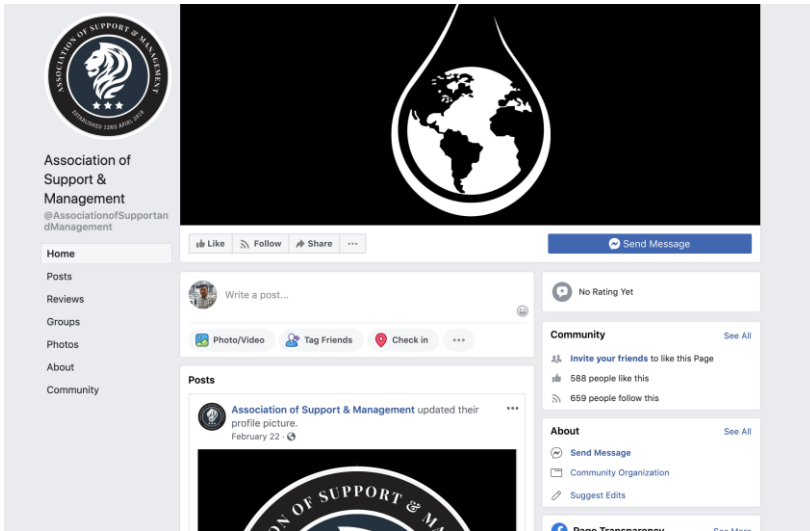 ASSOCIATION OF SUPPORT & MANAGEMENT
Association of
Support &
Management
@AssociationofSupportan
dManagement
Home
Posts
Reviews
Groups
Photos
About
Community
Like
Follow
Share
Send Message
Write a post...
Photo/Video
Tag Friends
Check in
Posts
Association of Support & Management updated their
profile picture.
February 22
ON OF SUPPORT & MA
No Rating Yet
Community
See All
Invite your friends to like this Page
588 people like this
659 people follow this
About
See All
Send Message
Community Organization
Suggest Edits
Page Transparency
See More